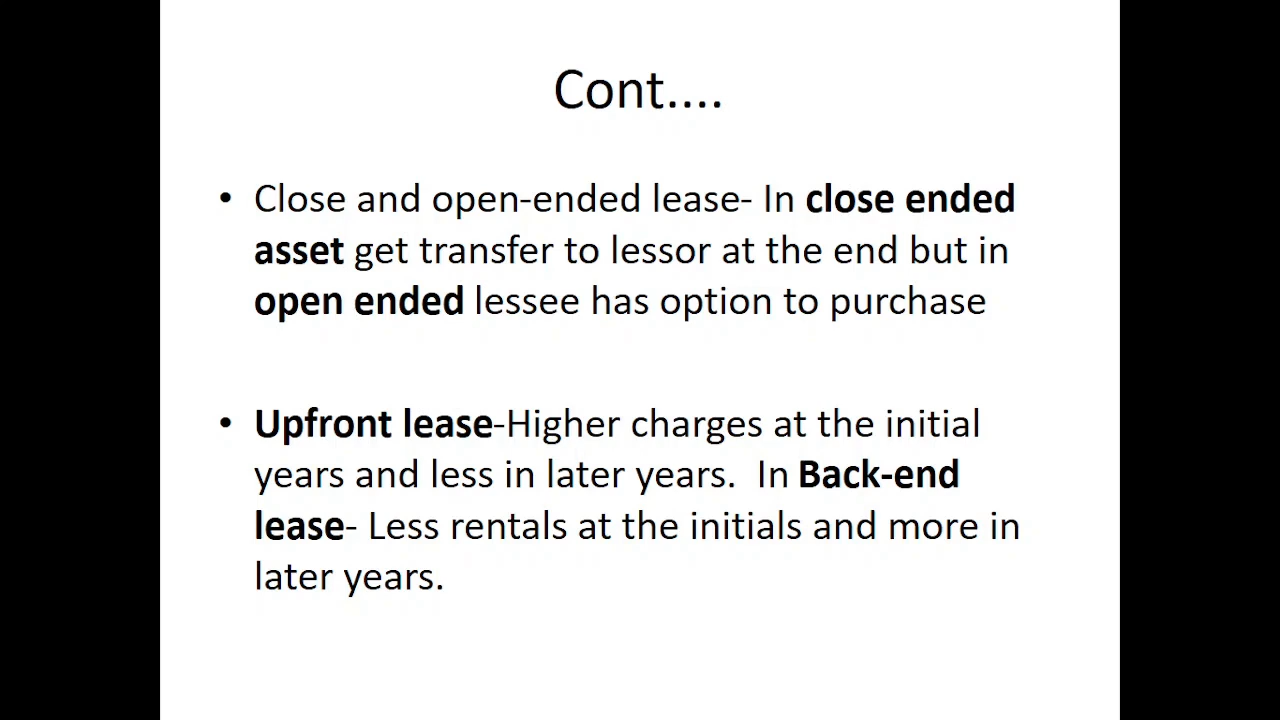 Cont....
• Close and open-ended lease- In close ended
asset get transfer to lessor at the end but in
open ended lessee has option to purchase
• Upfront lease-Higher charges at the initial
years and less in later years.  In Back-end
lease- Less rentals at the initials and more in
later years.